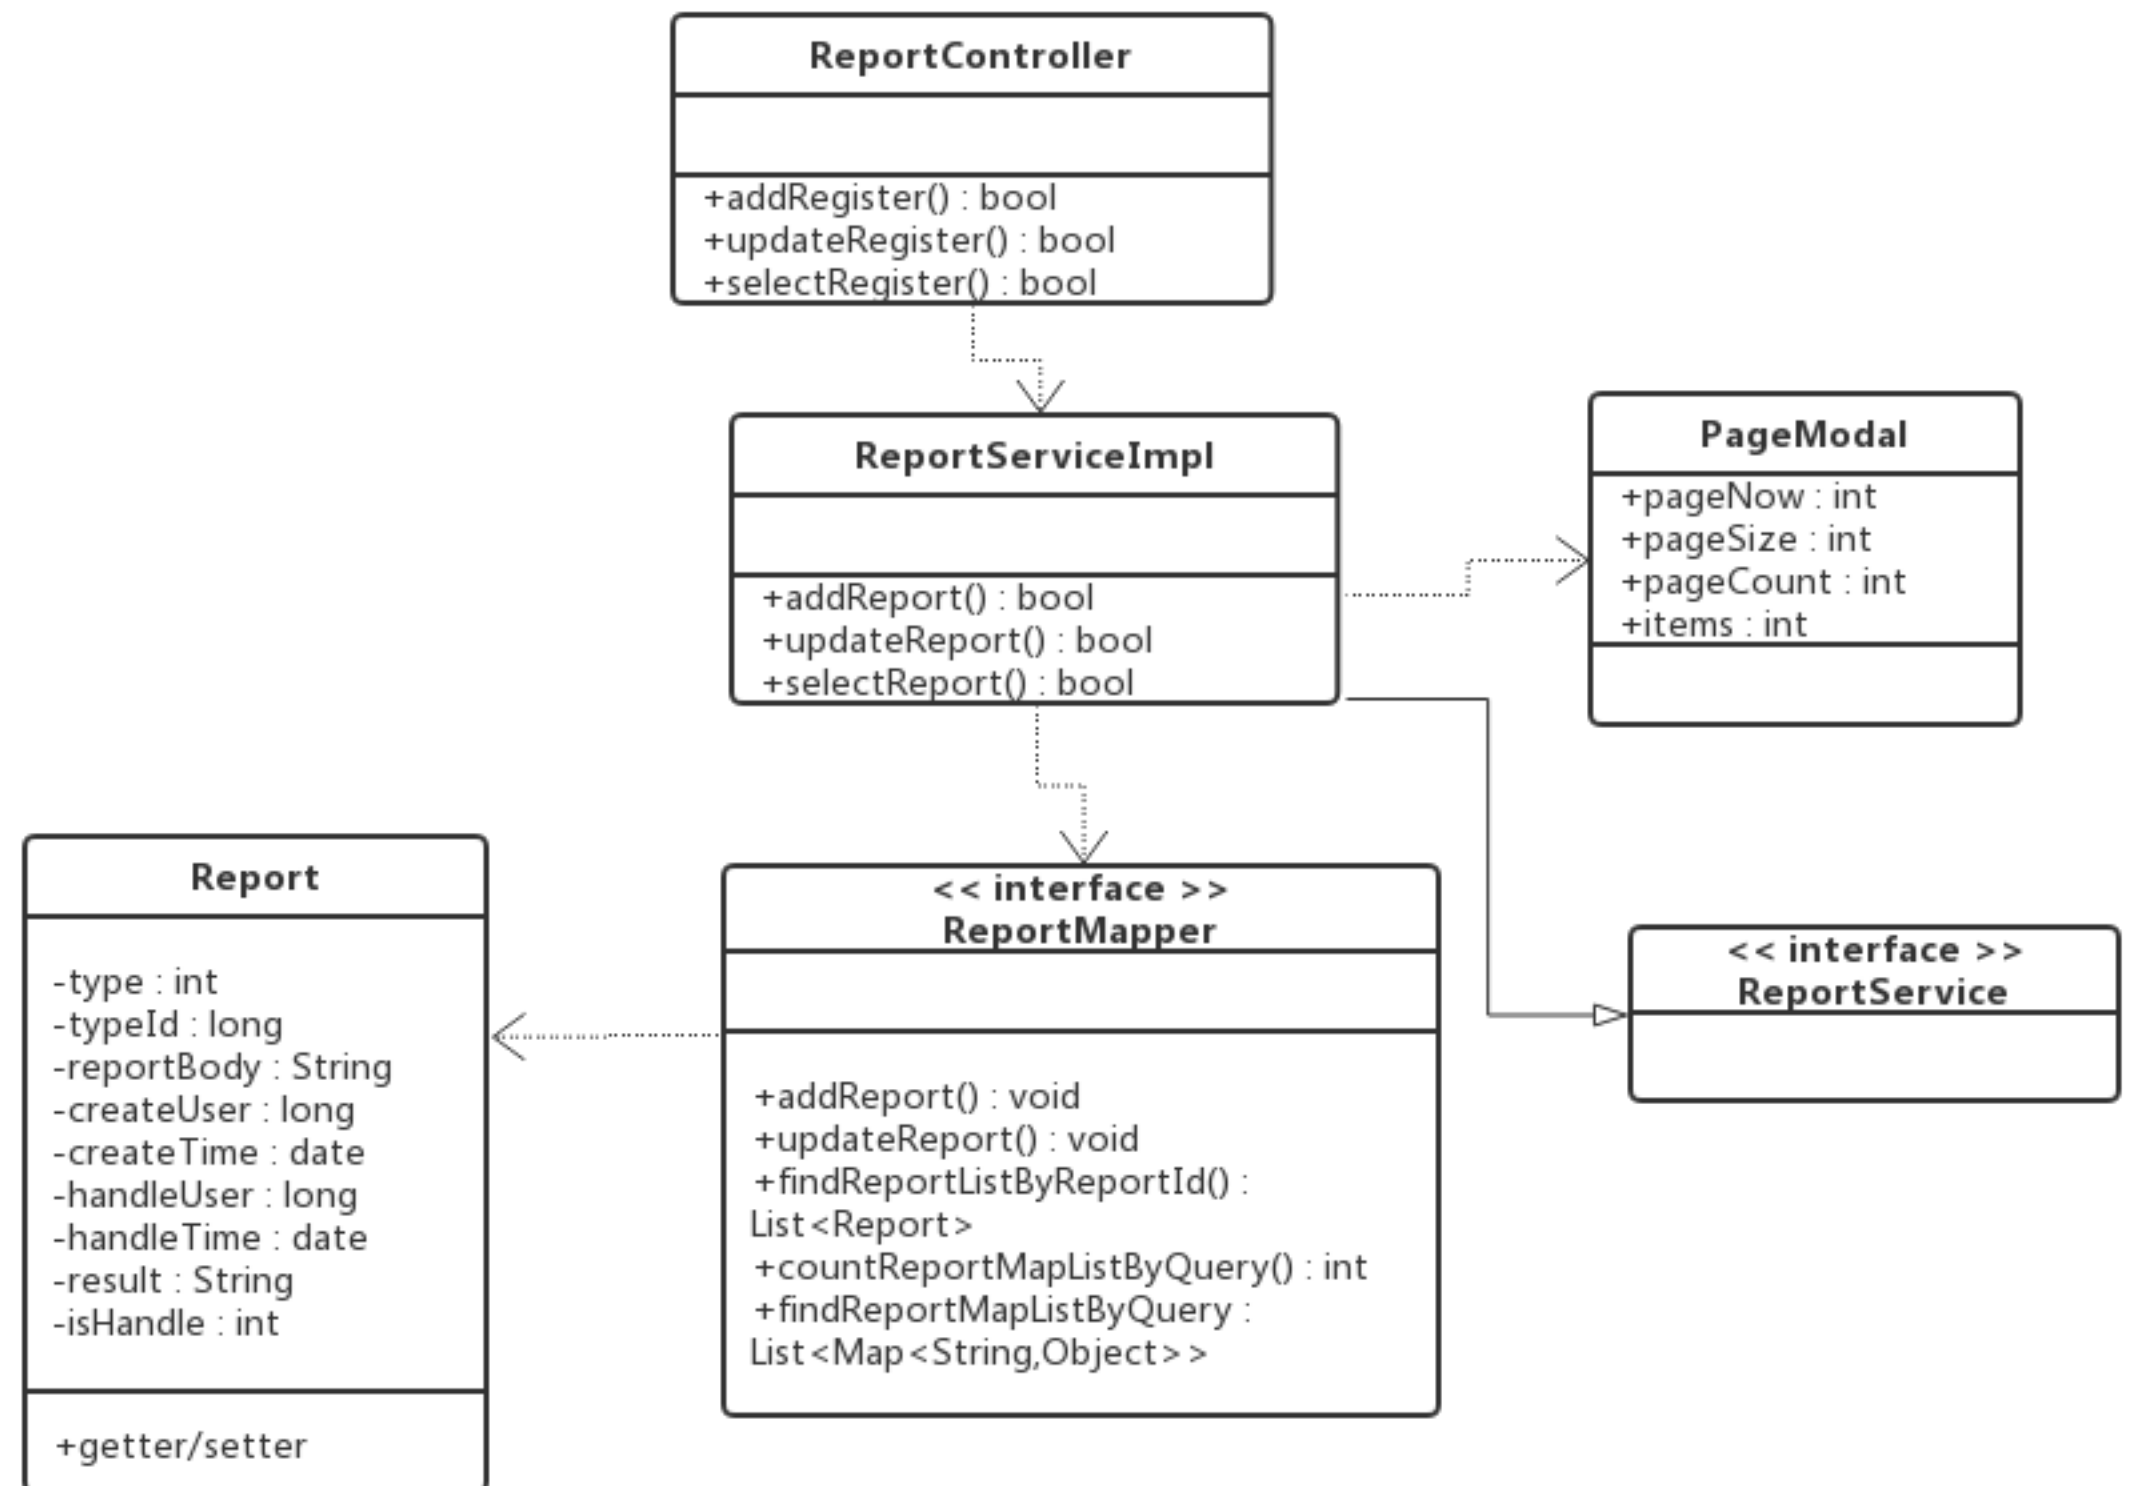 ReportController
+addRegister() : bool
+updateRegister() : bool
+selectRegister() : bool
ReportServiceImpl
+addReport() : bool
+updateReport() : bool
+selectReport() : bool
PageModal
+pageNow : int
+pageSize : int
+pageCount : int
+items : int
Report
-type : int
-typeId : long
-reportBody : String
-createUser : long
-createTime : date
-handleUser : long
-handleTime : date
-result : String
-isHandle : int
+getter/setter
<< interface >>
ReportMapper
+addReport() : void
+updateReport() : void
+findReportListByReportId() :
List<Report>
+countReportMapListByQuery() : int
+findReportMapListByQuery :
List<Map<String,Object>>
<< interface >>
ReportService